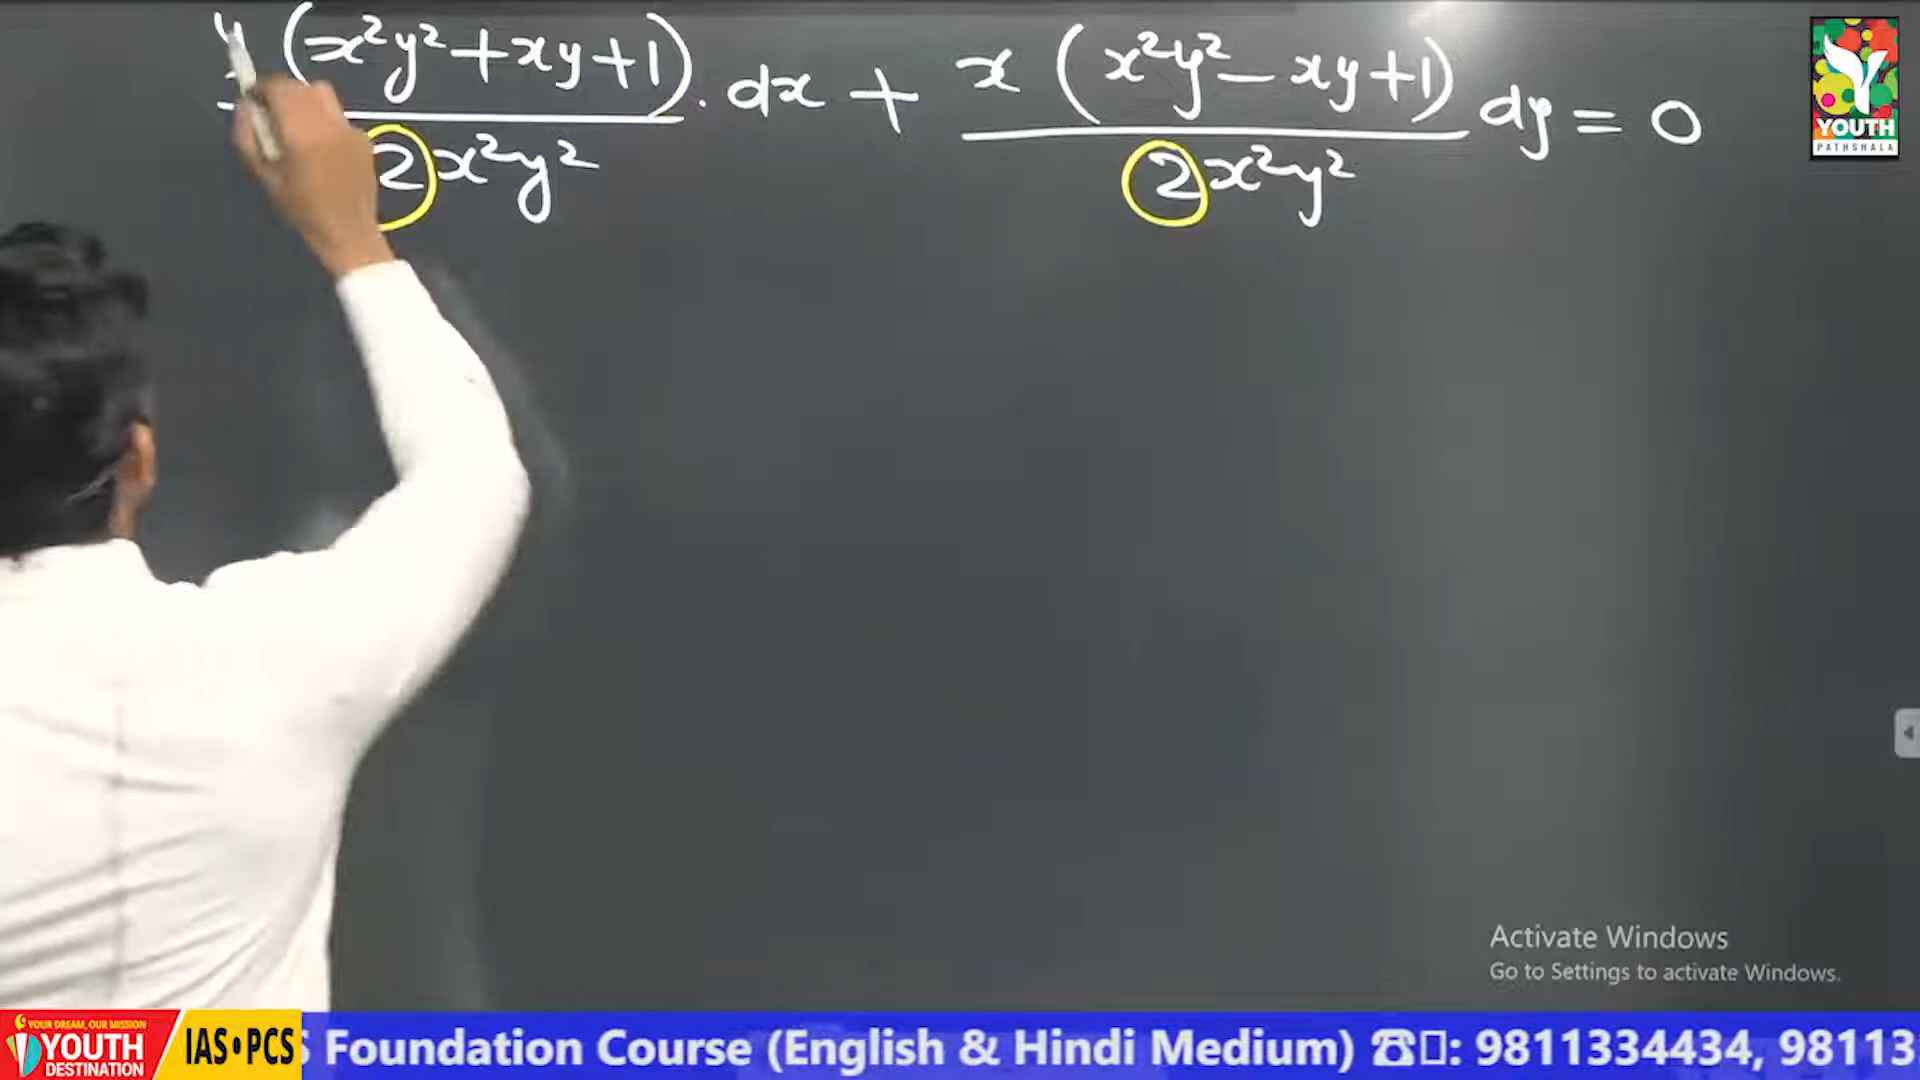 y (x²y² + xy + 1) . dx + x (x²y² - xy + 1) dy = 0
2x²y² 2x²y²
YOUTH
PATHSHALA
Activate Windows
Go to Settings to activate Windows.
YOUR DREAM, OUR MISSION
YOUTH
DESTINATION
IAS•PCS
S Foundation Course (English & Hindi Medium) ☎: 9811334434, 98113